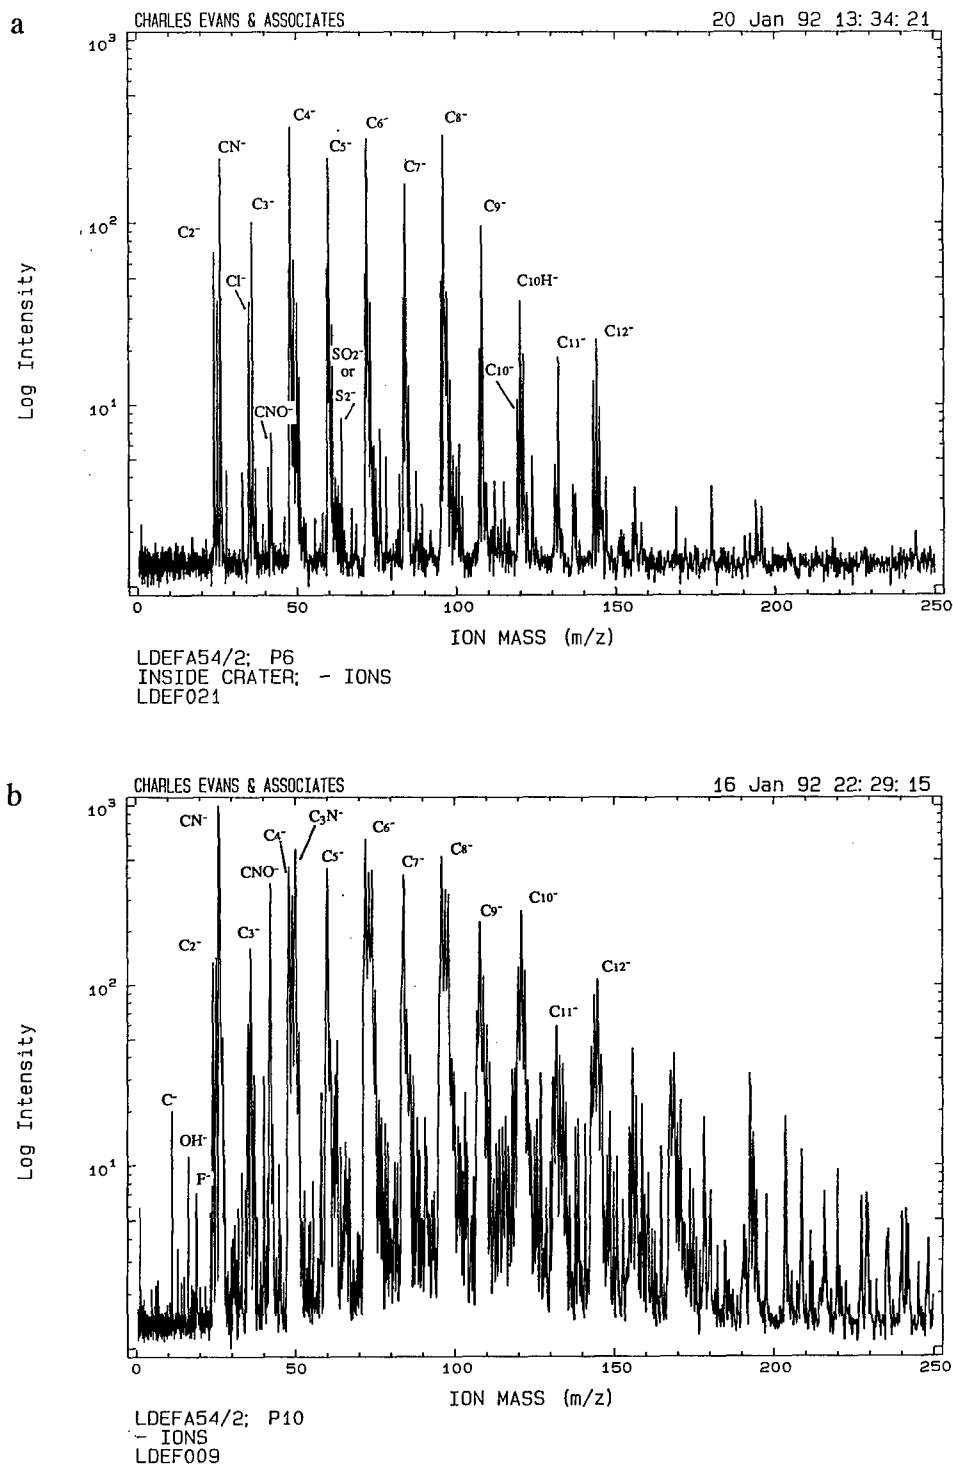 a
CHARLES EVANS & ASSOCIATES 20 Jan 92 13:34:21
10³
C4-
C8-
C6-
CN-
C5-
C7-
C3-
C9-
10²
C2-
Cl-
C10H-
C12-
C11-
SO2-
or
S2-
C10-
CNO-
10¹
Log Intensity
0 50 100 150 200 250
ION MASS (m/z)
LDEFA54/2; P6
INSIDE CRATER; - IONS
LDEF021
b
CHARLES EVANS & ASSOCIATES 16 Jan 92 22:29:15
10³
CN-
C3N-
C4-
C6-
C8-
C5-
C7-
CNO-
C10-
C9-
C3-
C2-
C12-
10²
C11-
C-
OH-
F-
10¹
Log Intensity
0 50 100 150 200 250
ION MASS (m/z)
LDEFA54/2; P10
- IONS
LDEF009